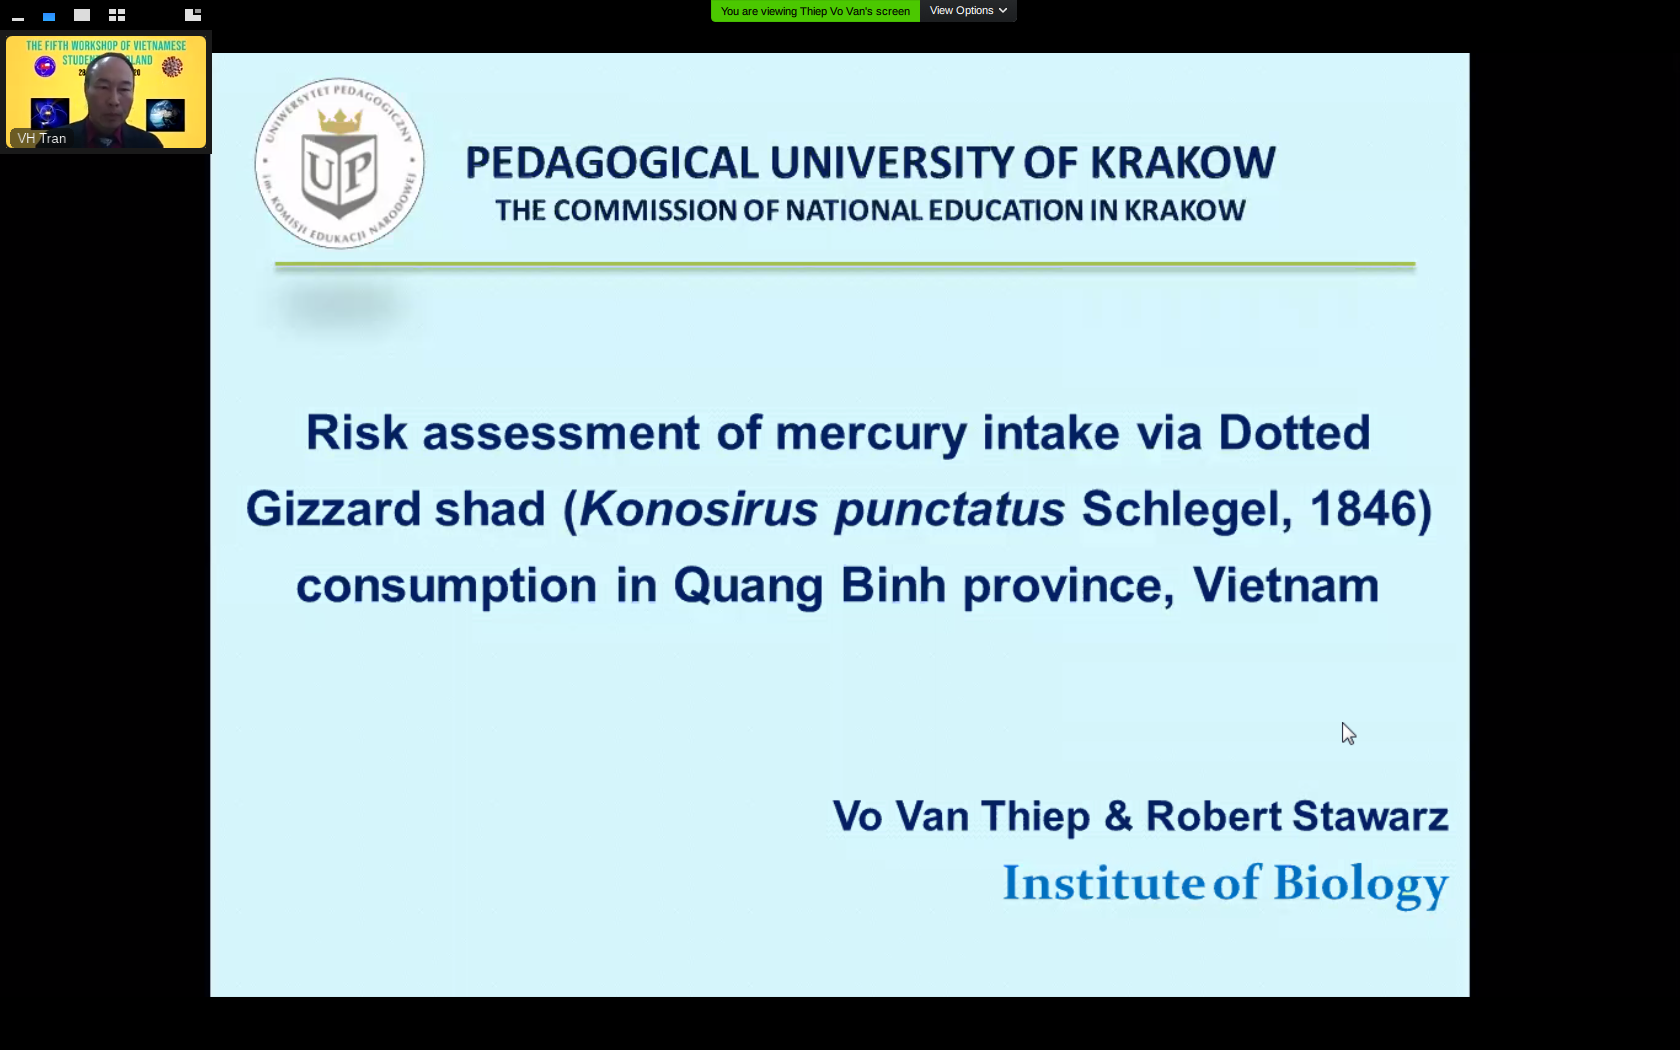 You are viewing Thiep Vo Van's screen View Options
THE FIFTH WORKSHOP OF VIETNAMESE
VH Tran
UNIWERSYTET PEDAGOGICZNY
im. KOMISJI EDUKACJI NARODOWEJ
UP
PEDAGOGICAL UNIVERSITY OF KRAKOW
THE COMMISSION OF NATIONAL EDUCATION IN KRAKOW
Risk assessment of mercury intake via Dotted
Gizzard shad (Konosirus punctatus Schlegel, 1846)
consumption in Quang Binh province, Vietnam
Vo Van Thiep & Robert Stawarz
Institute of Biology